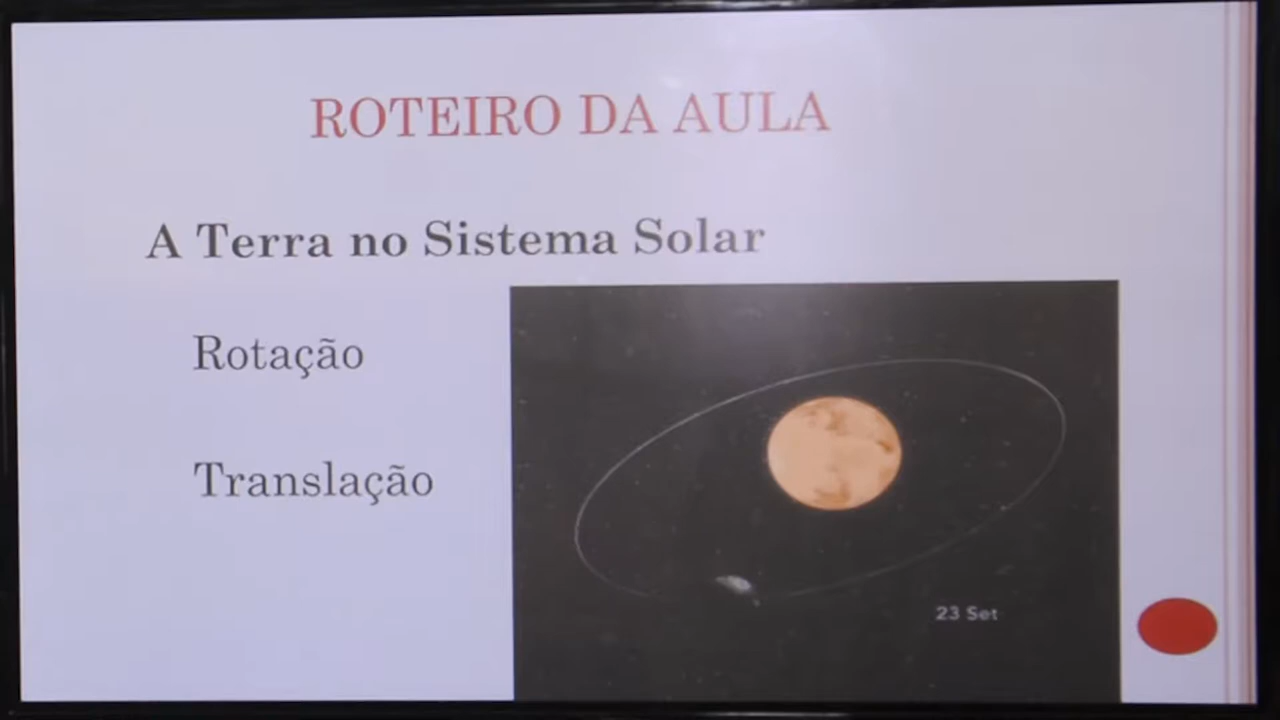 ROTEIRO DA AULA
A Terra no Sistema Solar
Rotação
Translação
23 Set